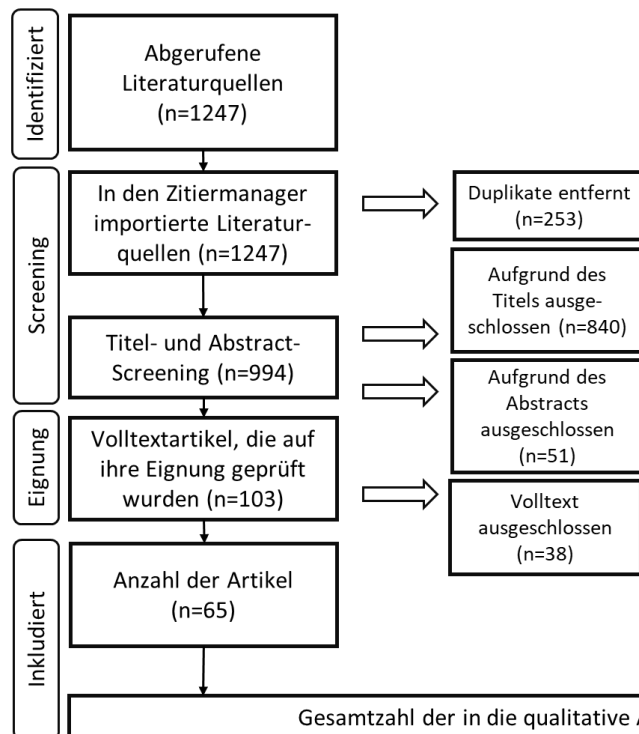 Identifiziert
Abgerufene
Literaturquellen
(n=1247)
Screening
In den Zitiermanager
importierte Literatur-
quellen (n=1247)
Duplikate entfernt
(n=253)
Titel- und Abstract-
Screening (n=994)
Aufgrund des
Titels ausge-
schlossen (n=840)
Aufgrund des
Abstracts
ausgeschlossen
(n=51)
Eignung
Volltextartikel, die auf
ihre Eignung geprüft
wurden (n=103)
Volltext
ausgeschlossen
(n=38)
Inkludiert
Anzahl der Artikel
(n=65)
Gesamtzahl der in die qualitative